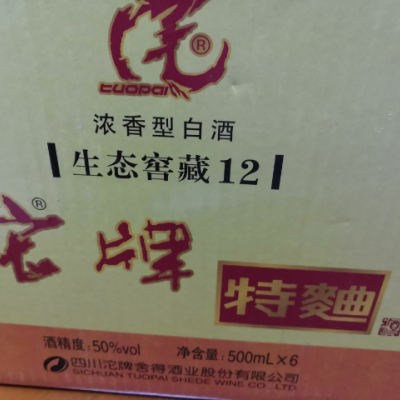 沱®
tuopai
浓香型白酒
生态窖藏12
®
沱牌
特麯
酒精度:50%vol 净含量:500mL×6
四川沱牌舍得酒业股份有限公司
SICHUAN TUOPAI SHEDE WINE CO., LTD.